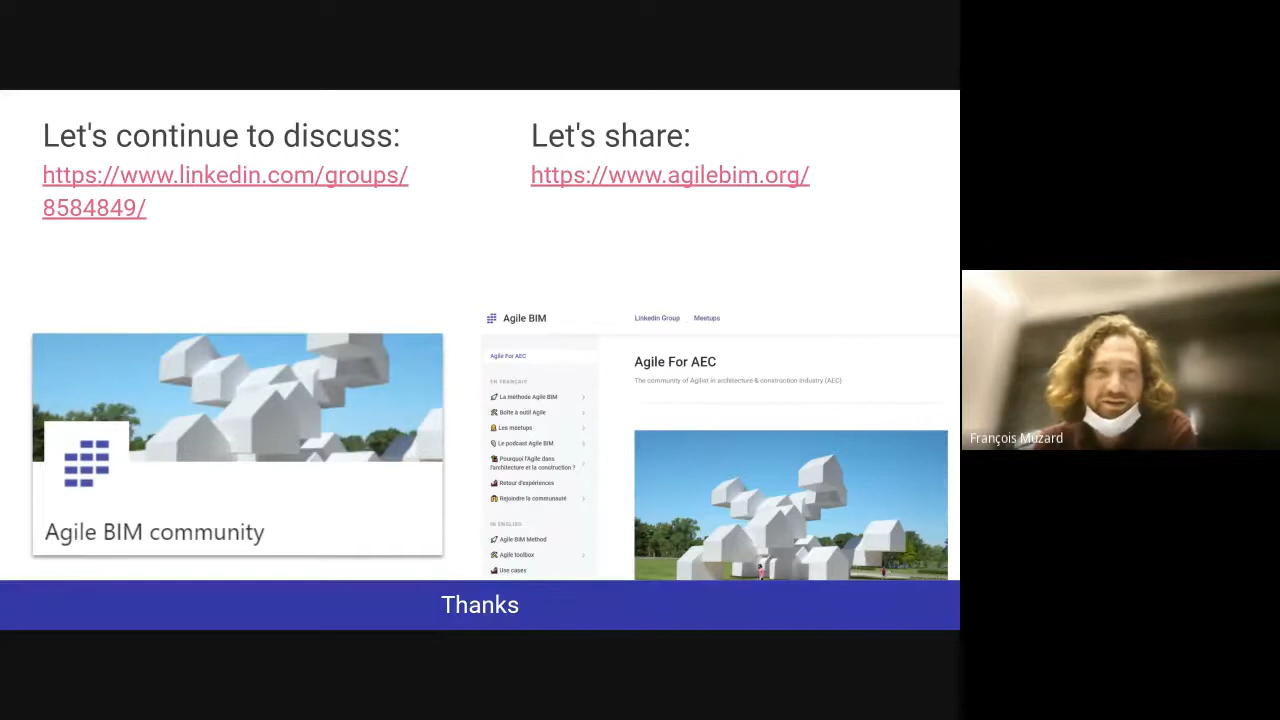 Let's continue to discuss:
https://www.linkedin.com/groups/
8584849/
Let's share:
https://www.agilebim.org/
Agile BIM community
Agile BIM
Linkedin Group
Meetups
Agile For AEC
EN FRANÇAIT
La méthode Agile BIM
Boîte à outil Agile
Les meetups
Le podcast Agile BIM
Pourquoi l'Agile dans
l'architecture et la construction ?
Retour d'expériences
Rejoindre la communauté
IN ENGLISH
Agile BIM Method
Agile toolbox
Use cases
Agile For AEC
The community of Agilist in architecture & construction industry (AEC)
Thanks
François Muzard